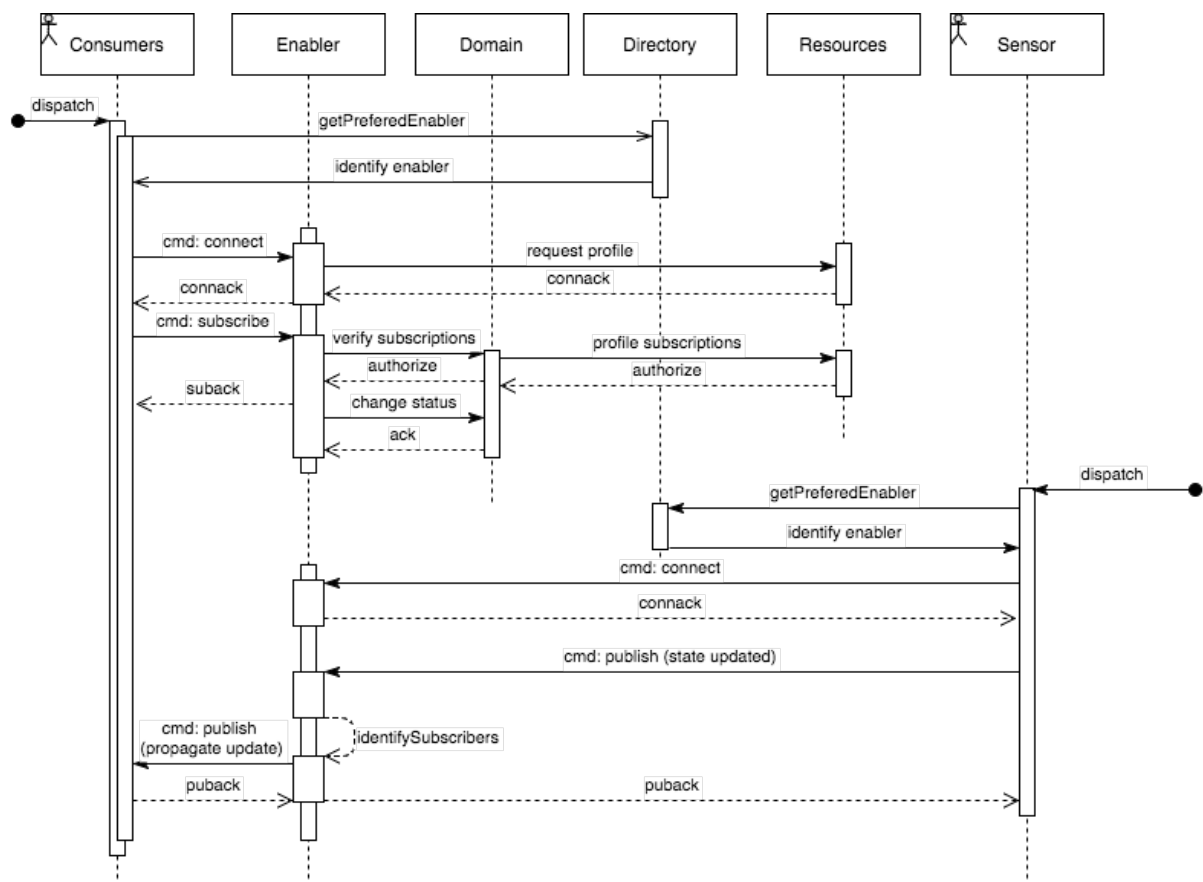 Consumers
Enabler
Domain
Directory
Resources
Sensor
dispatch
getPreferedEnabler
identify enabler
cmd: connect
request profile
connack
connack
cmd: subscribe
verify subscriptions
profile subscriptions
authorize
authorize
suback
change status
ack
dispatch
getPreferedEnabler
identify enabler
cmd: connect
connack
cmd: publish (state updated)
cmd: publish
(propagate update)
identifySubscribers
puback
puback